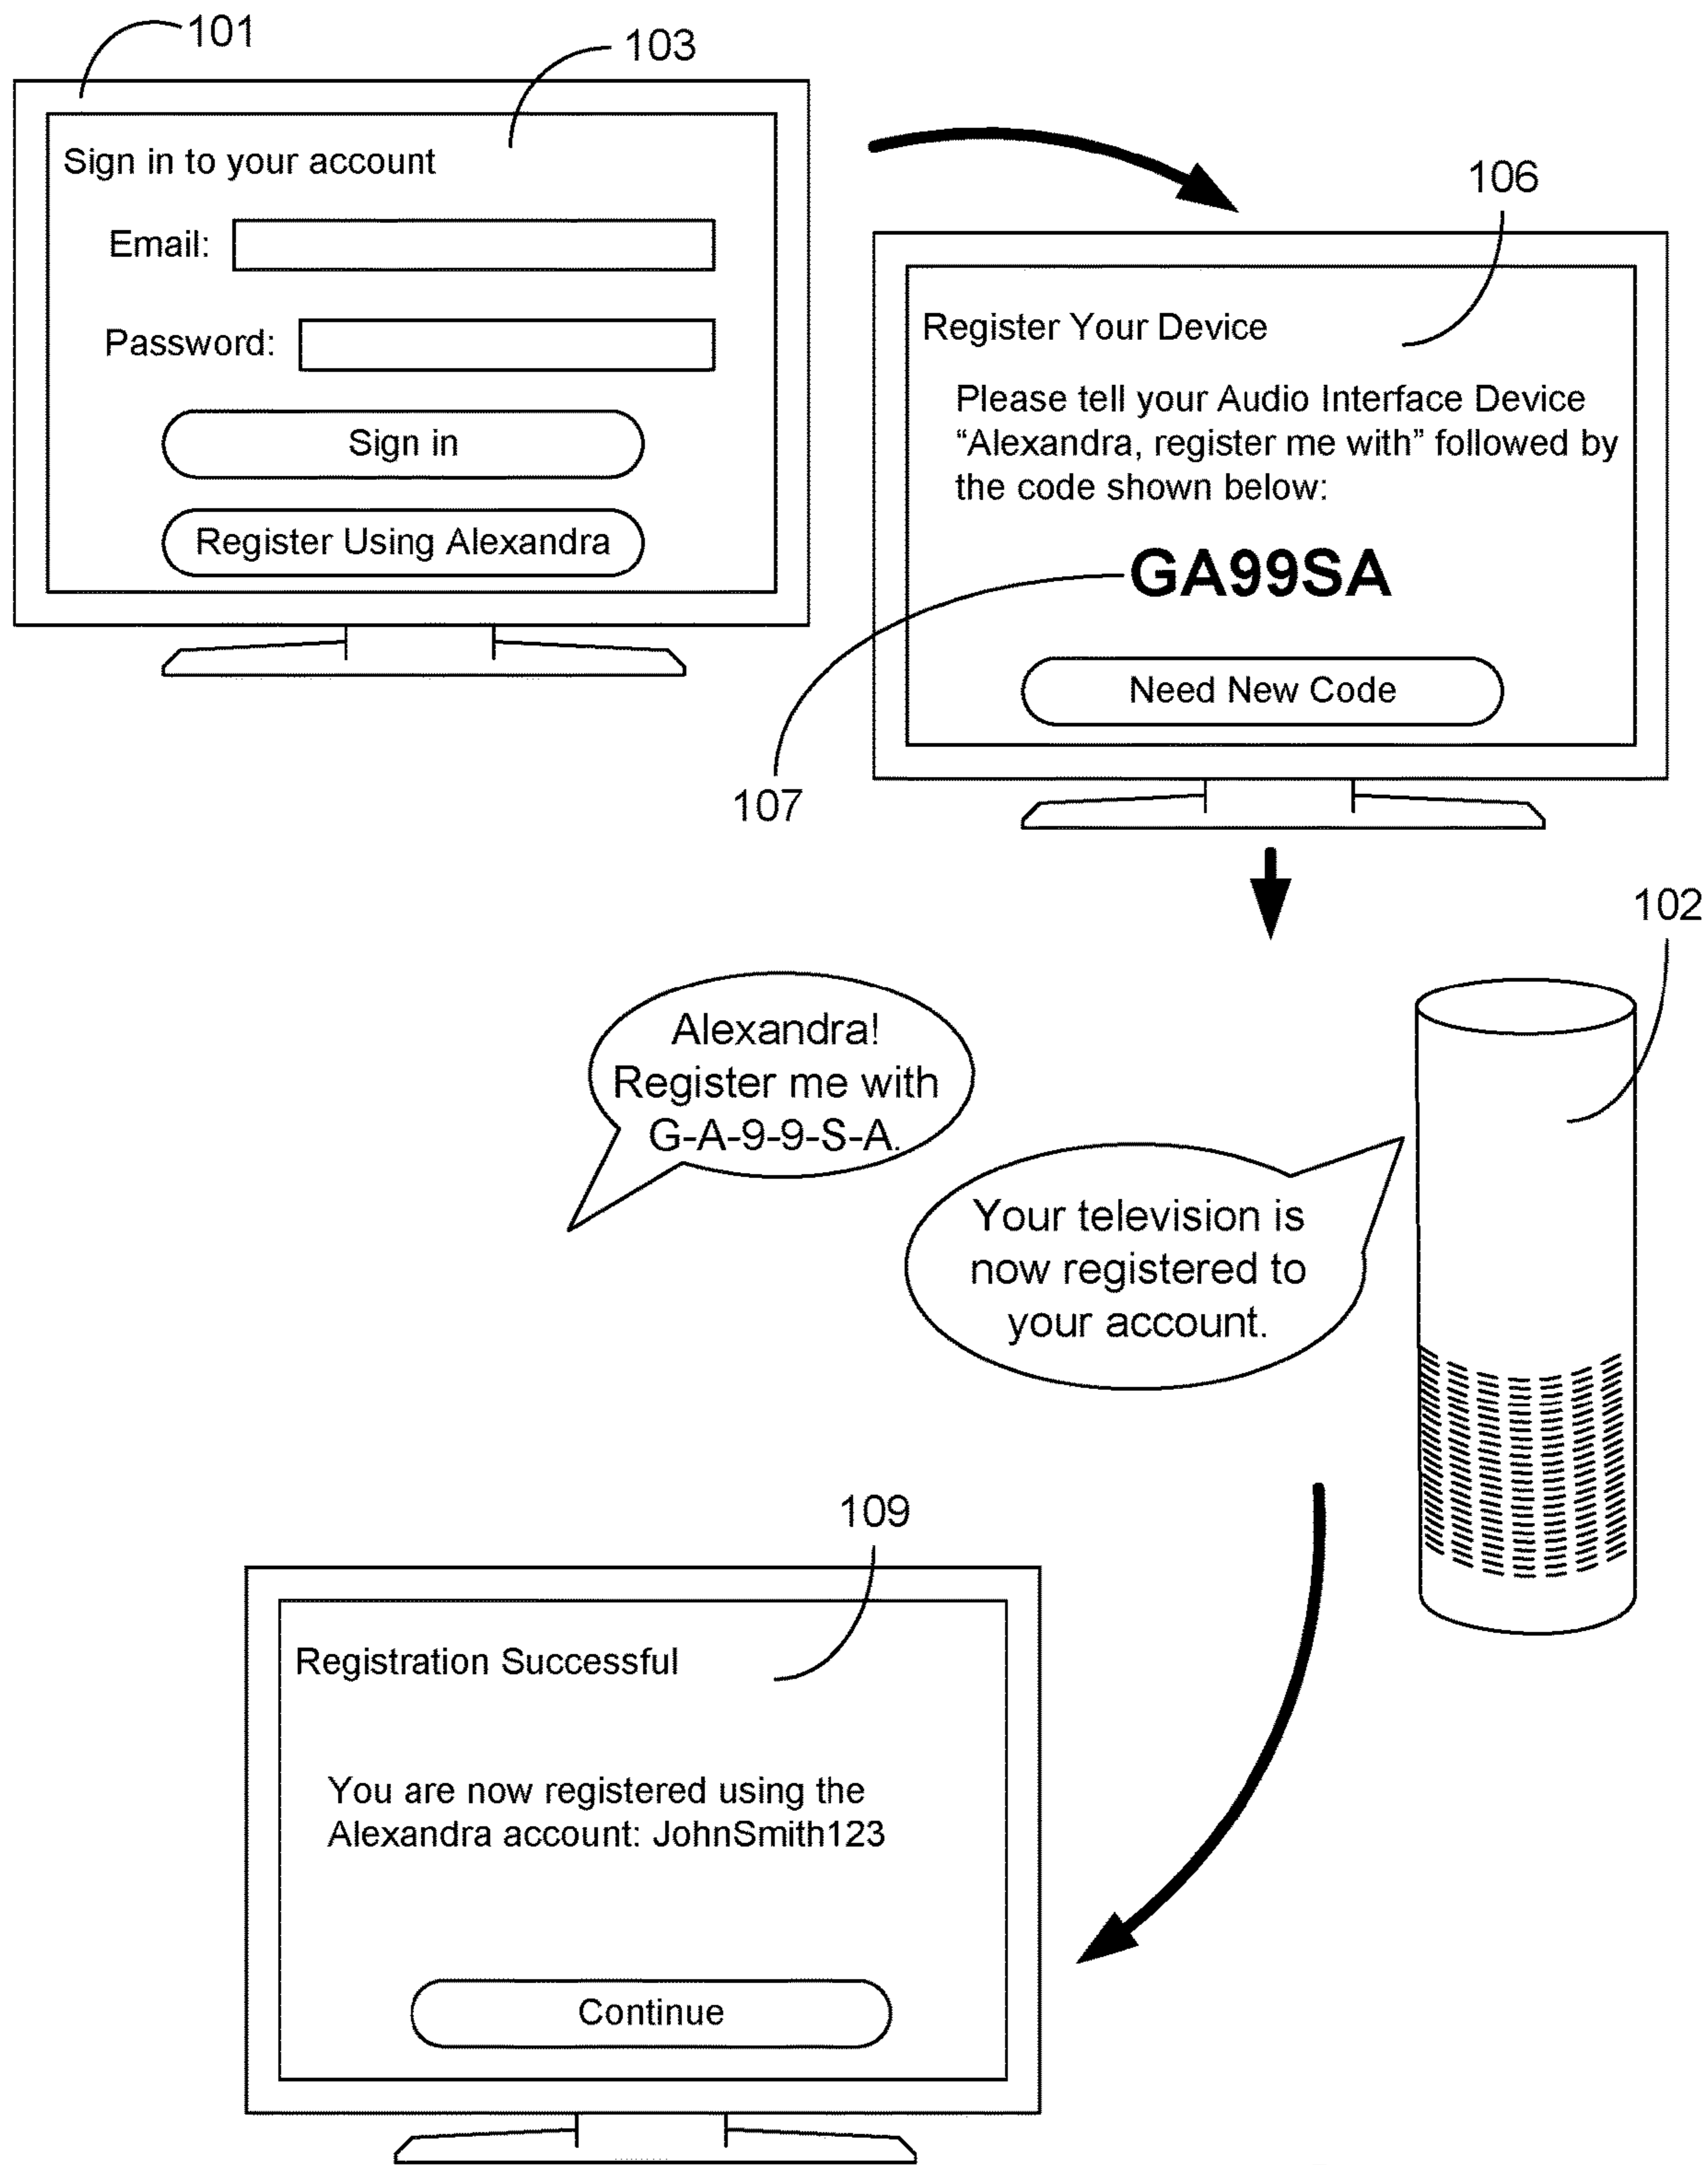 101
103
Sign in to your account
Email:
Password:
Sign in
Register Using Alexandra
106
Register Your Device
Please tell your Audio Interface Device
“Alexandra, register me with” followed by
the code shown below:
GA99SA
Need New Code
107
102
Alexandra!
Register me with
G-A-9-9-S-A.
Your television is
now registered to
your account.
109
Registration Successful
You are now registered using the
Alexandra account: JohnSmith123
Continue